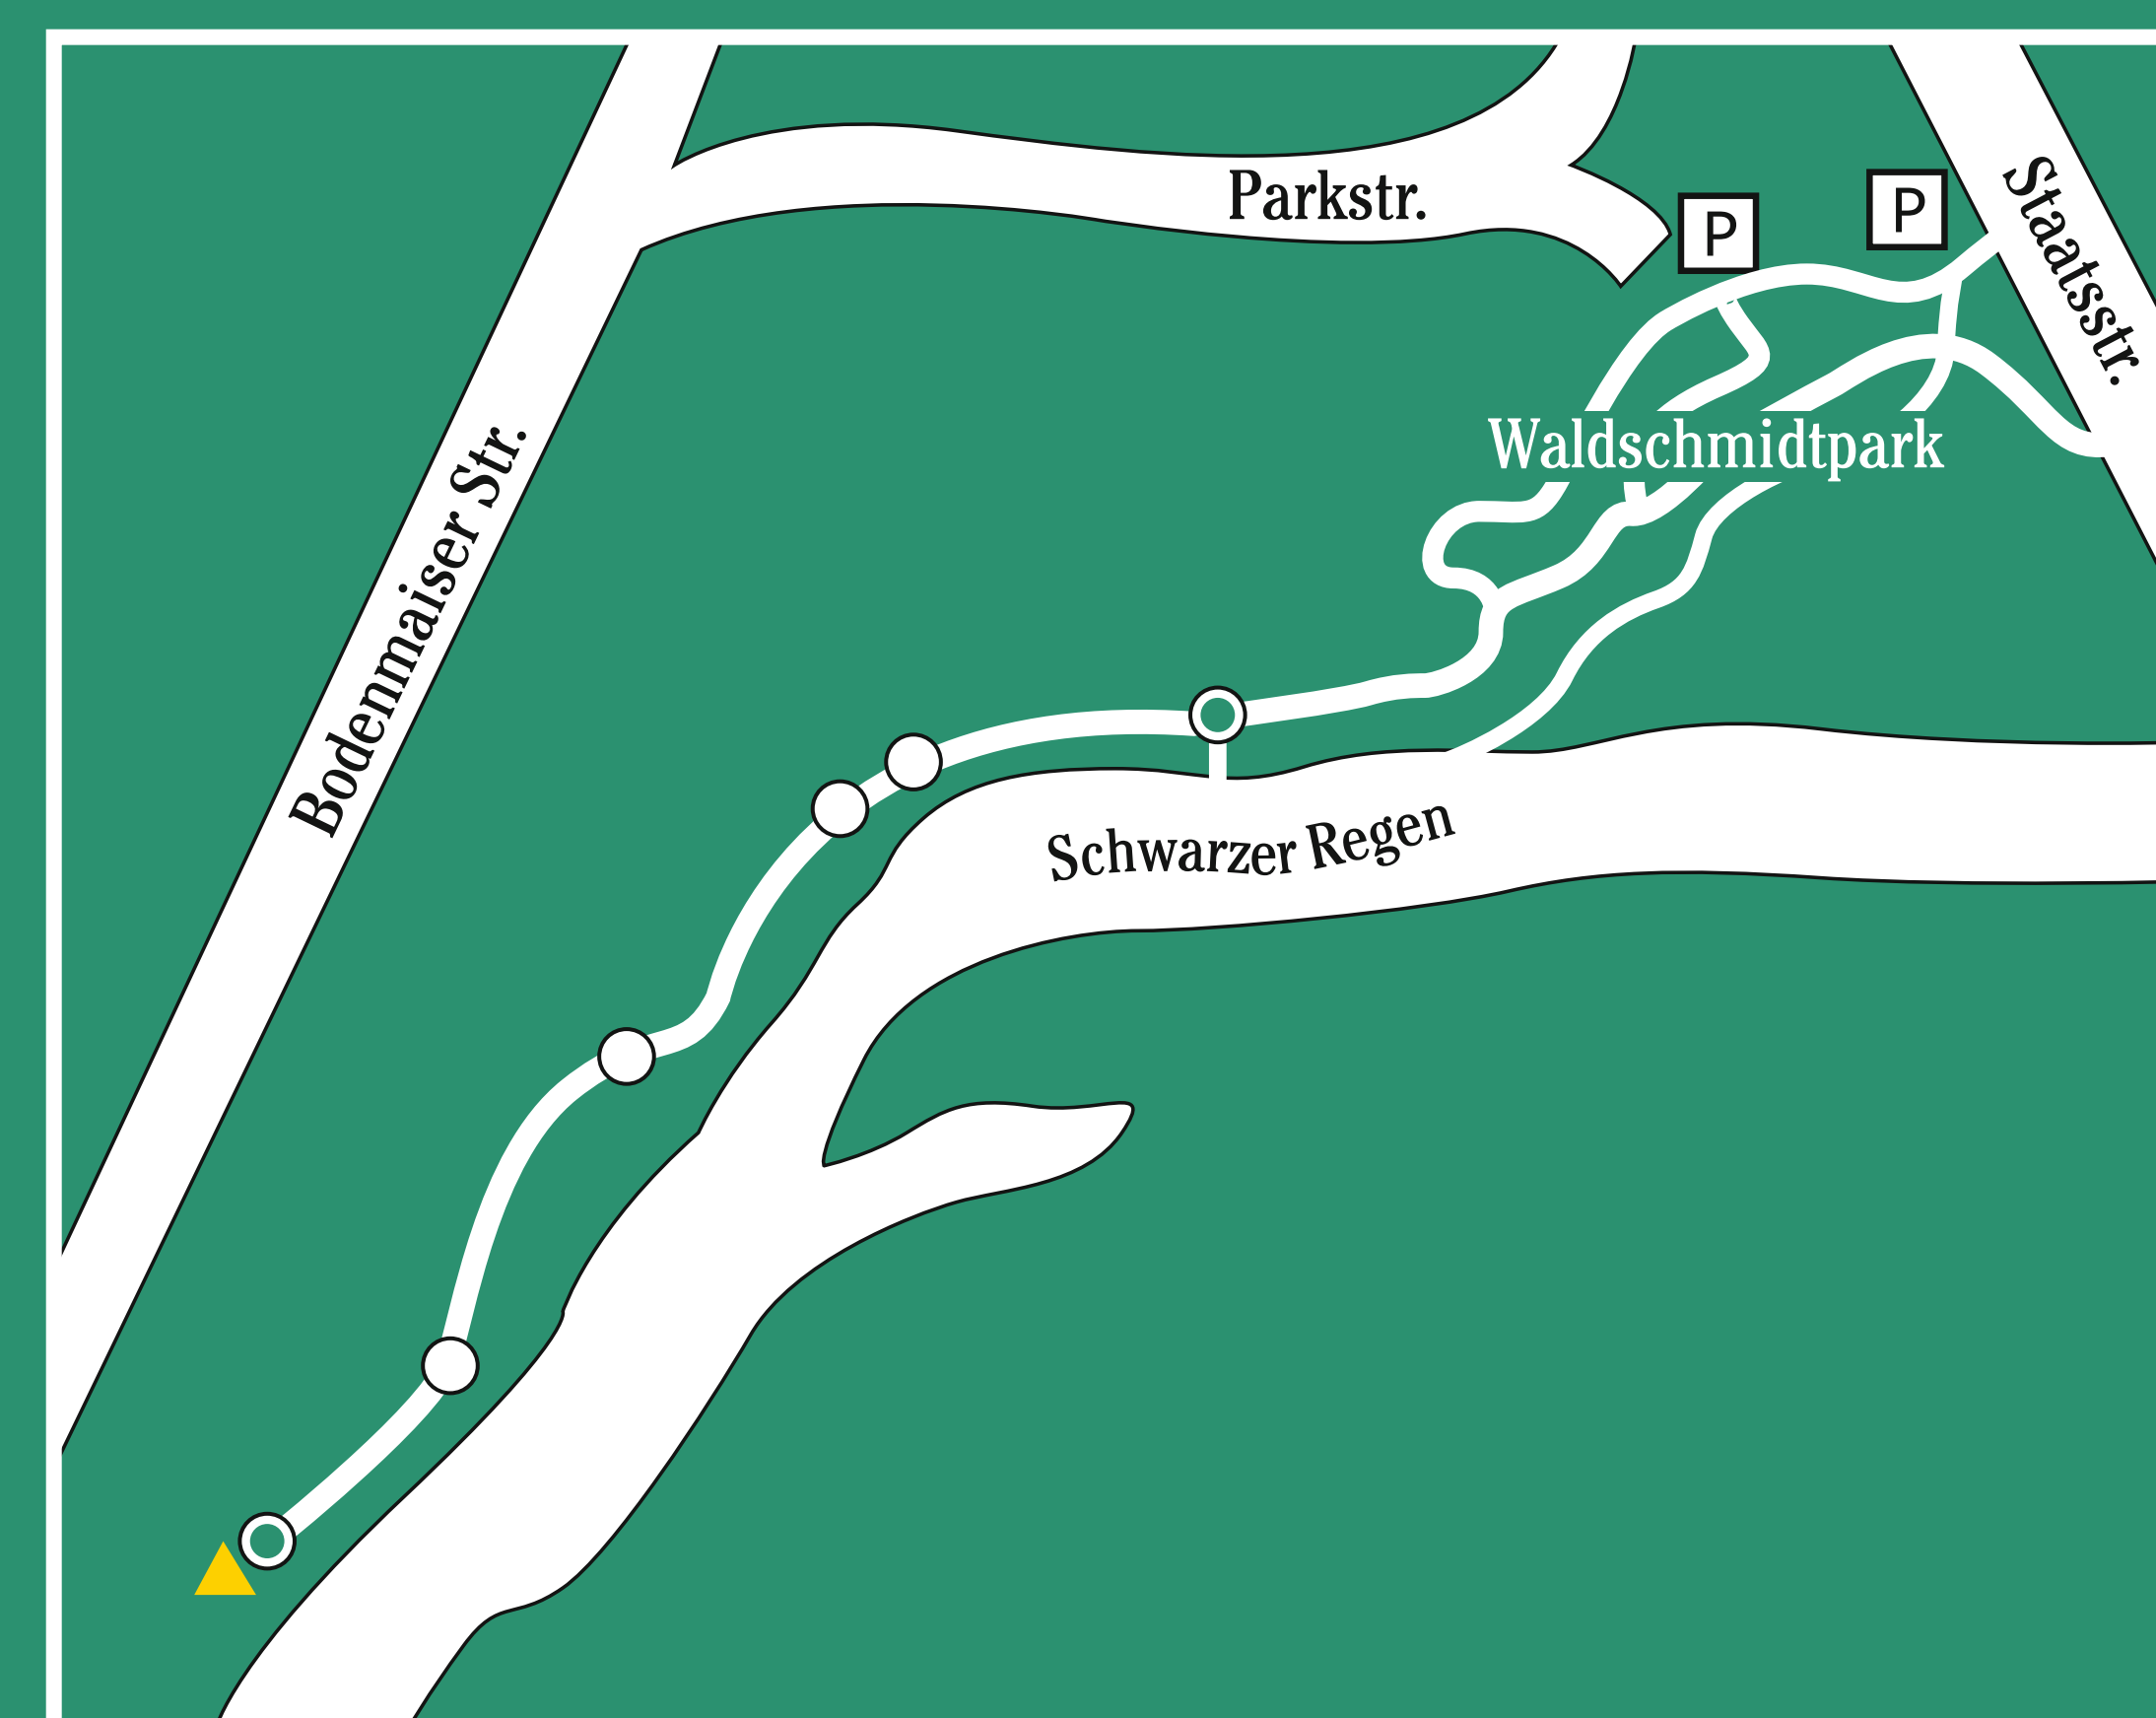 Parkstr.
P
P
Staatsstr.
Waldschmidtpark
Bodenmaiser Str.
Schwarzer Regen